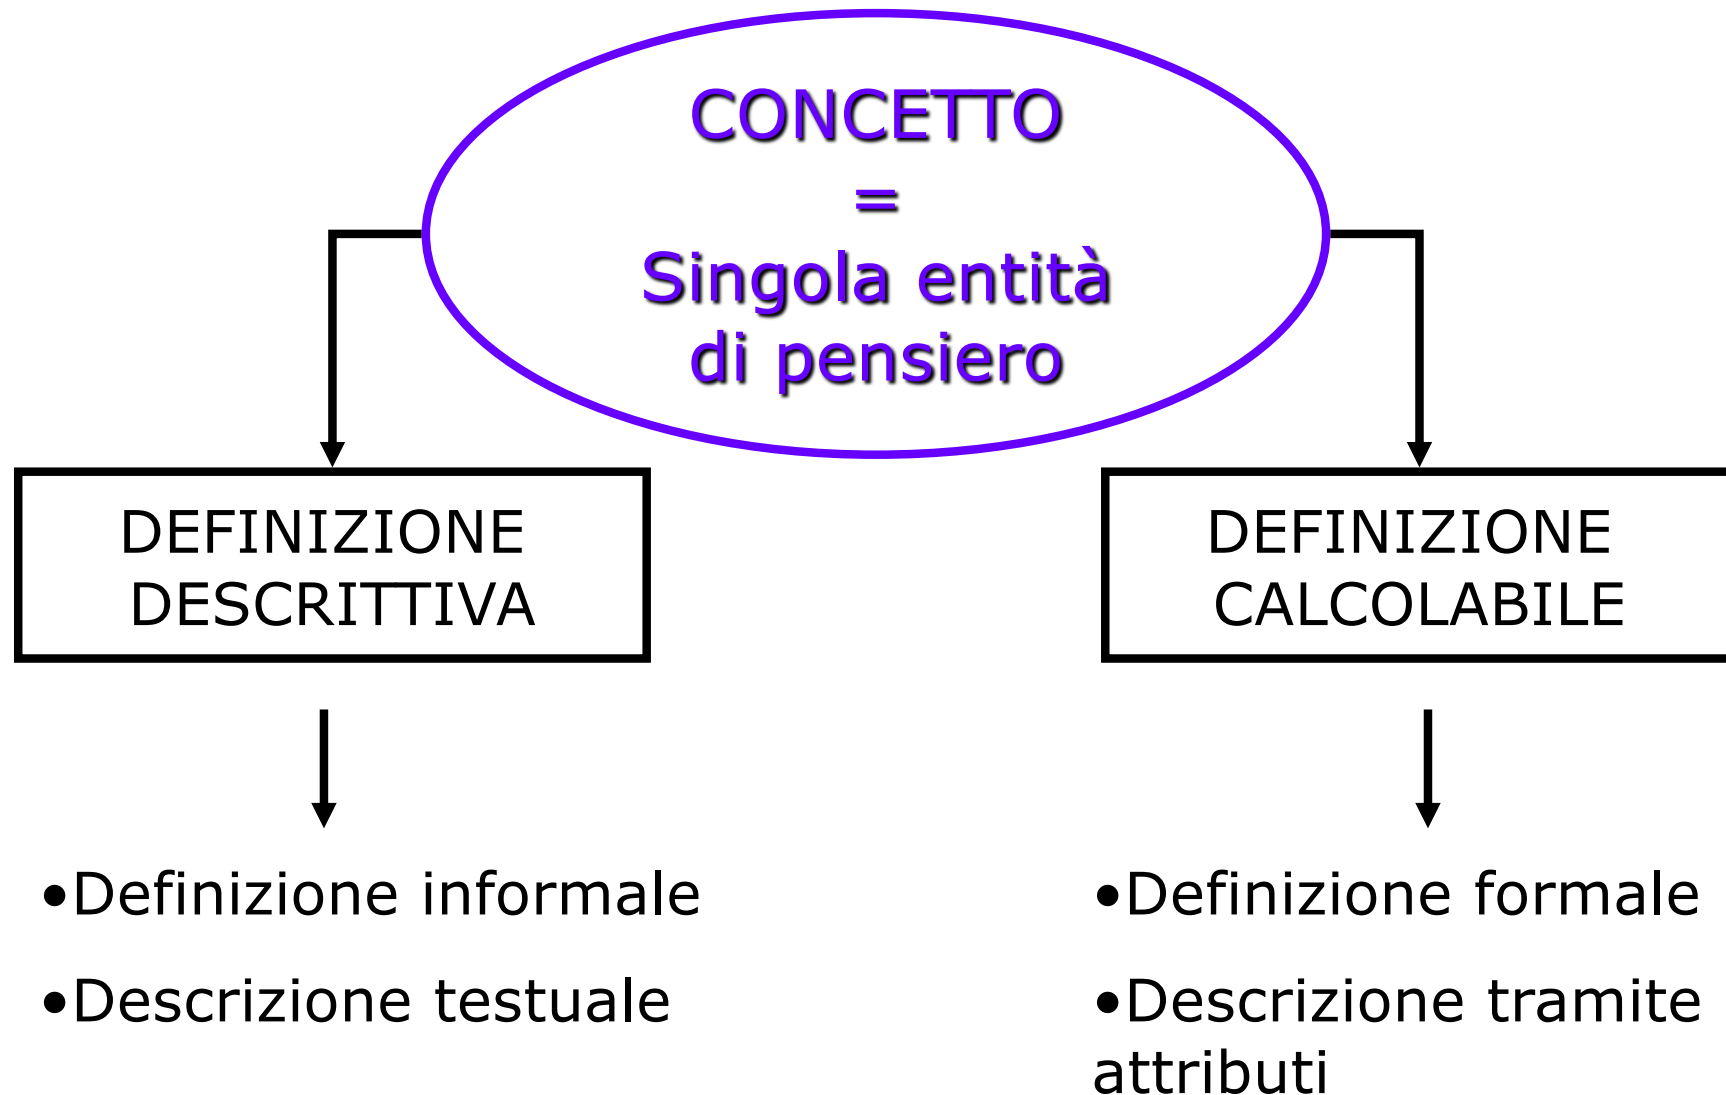 CONCETTO
=
Singola entità
di pensiero
DEFINIZIONE
DESCRITTIVA
•Definizione informale
•Descrizione testuale
DEFINIZIONE
CALCOLABILE
•Definizione formale
•Descrizione tramite
attributi